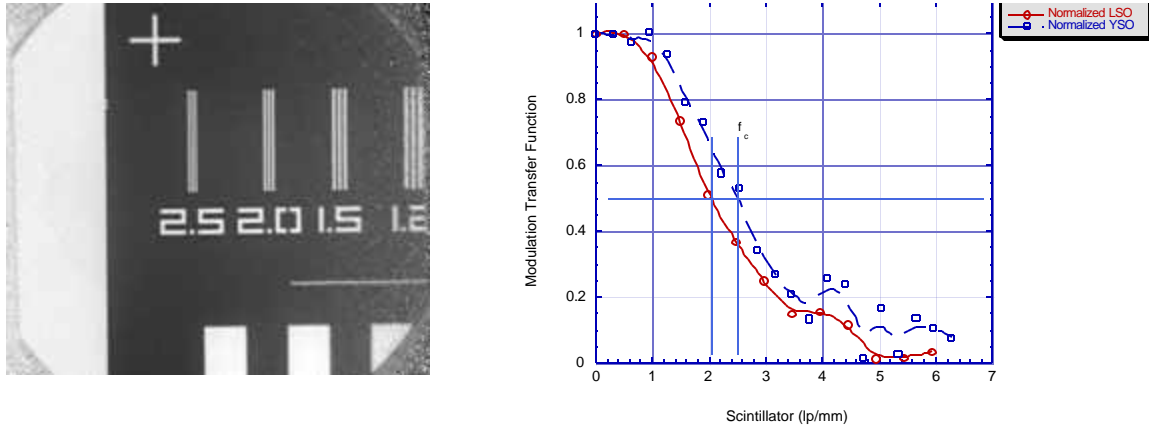 2.5 2.0 1.5 1.2
Normalized LSO
Normalized YSO
Modulation Transfer Function
1
0.8
0.6
0.4
0.2
0
f c
0 1 2 3 4 5 6 7
Scintillator (lp/mm)